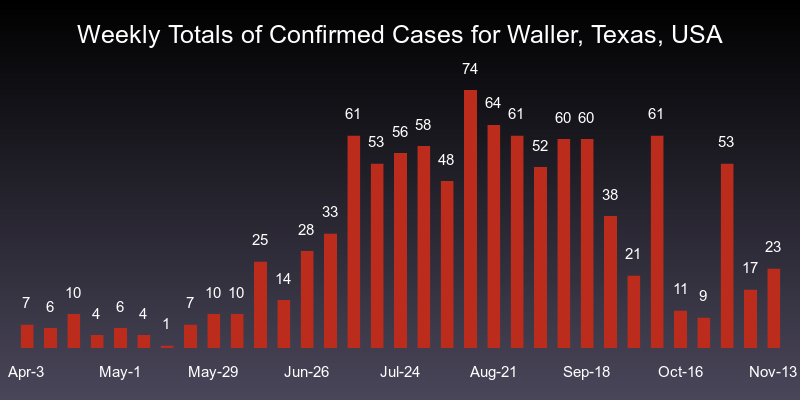 Weekly Totals of Confirmed Cases for Waller, Texas, USA
7 6 10 4 6 4 1 7 10 10 25 14 28 33 61 53 56 58 48 74 64 61 52 60 60 38 21 61 11 9 53 17 23
Apr-3 May-1 May-29 Jun-26 Jul-24 Aug-21 Sep-18 Oct-16 Nov-13